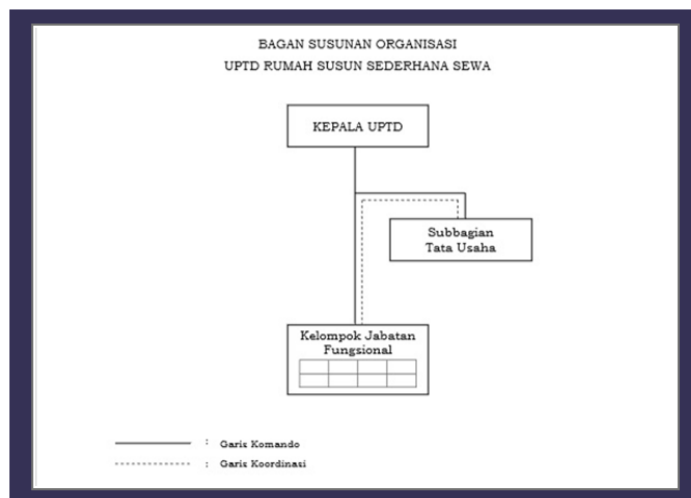 BAGAN SUSUNAN ORGANISASI
UPTD RUMAH SUSUN SEDERHANA SEWA
KEPALA UPTD
Subbagian
Tata Usaha
Kelompok Jabatan
Fungsional
: Garis Komando
: Garis Koordinasi